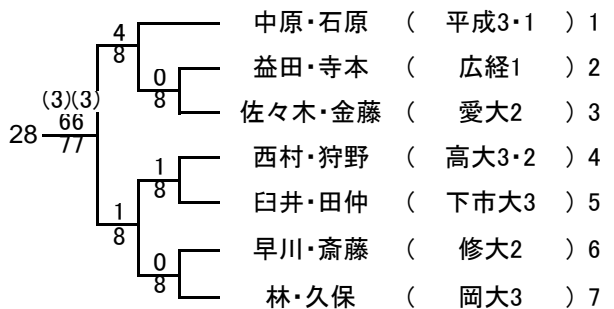 4
8
中原・石原 ( 平成3・1 ) 1
0
8
益田・寺本 ( 広経1 ) 2
佐々木・金藤 ( 愛大2 ) 3
(3)(3)
66
28
77
西村・狩野 ( 高大3・2 ) 4
1
8
臼井・田仲 ( 下市大3 ) 5
1
8
早川・斎藤 ( 修大2 ) 6
0
8
林・久保 ( 岡大3 ) 7